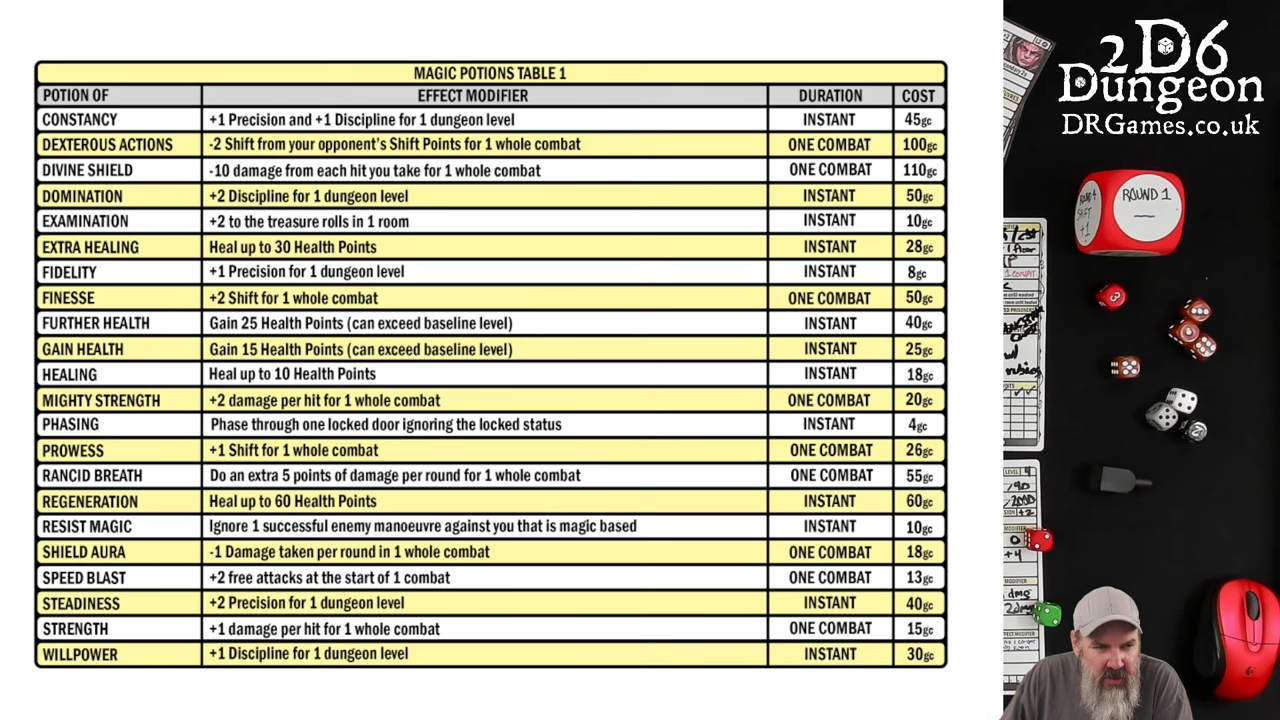 MAGIC POTIONS TABLE 1
POTION OF EFFECT MODIFIER DURATION COST
CONSTANCY +1 Precision and +1 Discipline for 1 dungeon level INSTANT 45gc
DEXTEROUS ACTIONS -2 Shift from your opponent's Shift Points for 1 whole combat ONE COMBAT 100gc
DIVINE SHIELD -10 damage from each hit you take for 1 whole combat ONE COMBAT 110gc
DOMINATION +2 Discipline for 1 dungeon level INSTANT 50gc
EXAMINATION +2 to the treasure rolls in 1 room INSTANT 10gc
EXTRA HEALING Heal up to 30 Health Points INSTANT 28gc
FIDELITY +1 Precision for 1 dungeon level INSTANT 8gc
FINESSE +2 Shift for 1 whole combat ONE COMBAT 50gc
FURTHER HEALTH Gain 25 Health Points (can exceed baseline level) INSTANT 40gc
GAIN HEALTH Gain 15 Health Points (can exceed baseline level) INSTANT 25gc
HEALING Heal up to 10 Health Points INSTANT 18gc
MIGHTY STRENGTH +2 damage per hit for 1 whole combat ONE COMBAT 20gc
PHASING Phase through one locked door ignoring the locked status INSTANT 4gc
PROWESS +1 Shift for 1 whole combat ONE COMBAT 26gc
RANCID BREATH Do an extra 5 points of damage per round for 1 whole combat ONE COMBAT 55gc
REGENERATION Heal up to 60 Health Points INSTANT 60gc
RESIST MAGIC Ignore 1 successful enemy manoeuvre against you that is magic based INSTANT 10gc
SHIELD AURA -1 Damage taken per round in 1 whole combat ONE COMBAT 18gc
SPEED BLAST +2 free attacks at the start of 1 combat ONE COMBAT 13gc
STEADINESS +2 Precision for 1 dungeon level INSTANT 40gc
STRENGTH +1 damage per hit for 1 whole combat ONE COMBAT 15gc
WILLPOWER +1 Discipline for 1 dungeon level INSTANT 30gc
2D6
Dungeon
DRGames.co.uk
ROUND 1
ROUND 4
SHIFT
+1
1 COMBAT
LEVEL 4
+2
+4
MODIFIER